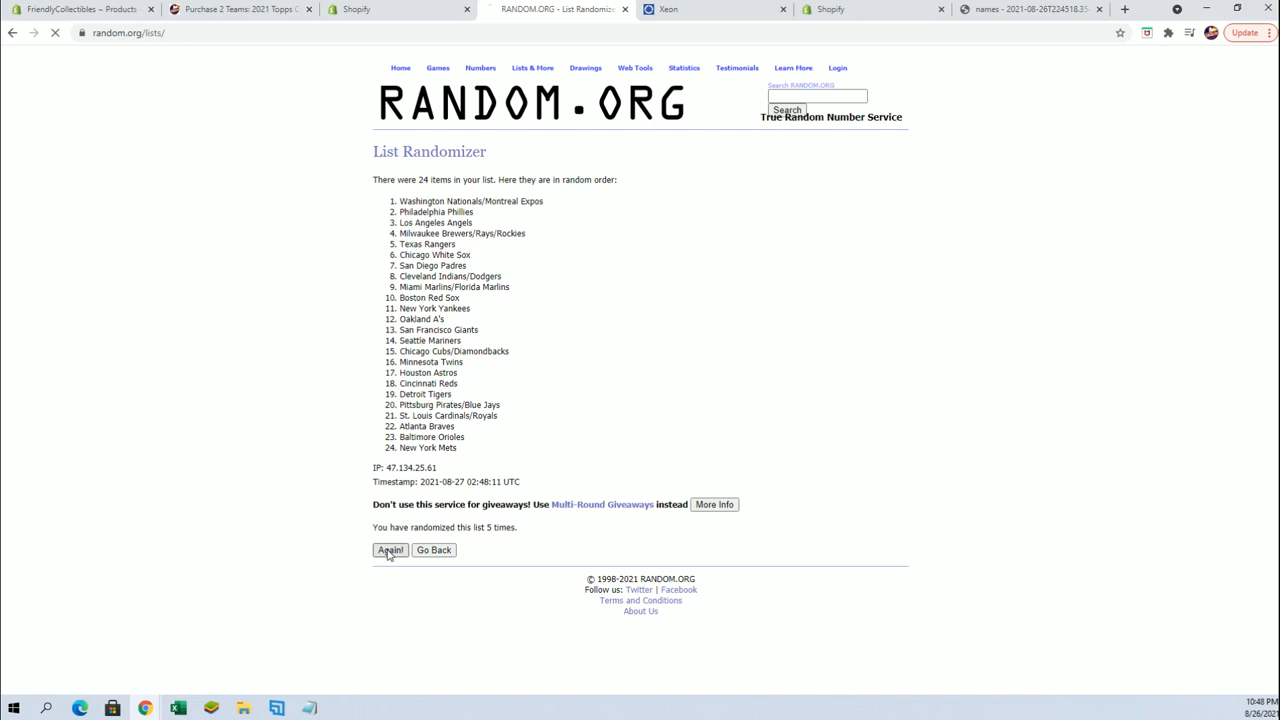 FriendlyCollectibles ~ Products
Purchase 2 Teams: 2021 Topps C
Shopify
RANDOM.ORG - List Randomize
Xeon
Shopify
names - 2021-08-26T224518.35
random.org/lists/
Update
Home Games Numbers Lists & More Drawings Web Tools Statistics Testimonials Learn More Login
Search RANDOM.ORG
RANDOM.ORG
Search
True Random Number Service
List Randomizer
There were 24 items in your list. Here they are in random order:
1. Washington Nationals/Montreal Expos
2. Philadelphia Phillies
3. Los Angeles Angels
4. Milwaukee Brewers/Rays/Rockies
5. Texas Rangers
6. Chicago White Sox
7. San Diego Padres
8. Cleveland Indians/Dodgers
9. Miami Marlins/Florida Marlins
10. Boston Red Sox
11. New York Yankees
12. Oakland A's
13. San Francisco Giants
14. Seattle Mariners
15. Chicago Cubs/Diamondbacks
16. Minnesota Twins
17. Houston Astros
18. Cincinnati Reds
19. Detroit Tigers
20. Pittsburg Pirates/Blue Jays
21. St. Louis Cardinals/Royals
22. Atlanta Braves
23. Baltimore Orioles
24. New York Mets
IP: 47.134.25.61
Timestamp: 2021-08-27 02:48:11 UTC
Don't use this service for giveaways! Use Multi-Round Giveaways instead More Info
You have randomized this list 5 times.
Again! Go Back
© 1998-2021 RANDOM.ORG
Follow us: Twitter | Facebook
Terms and Conditions
About Us
10:48 PM
8/26/2021